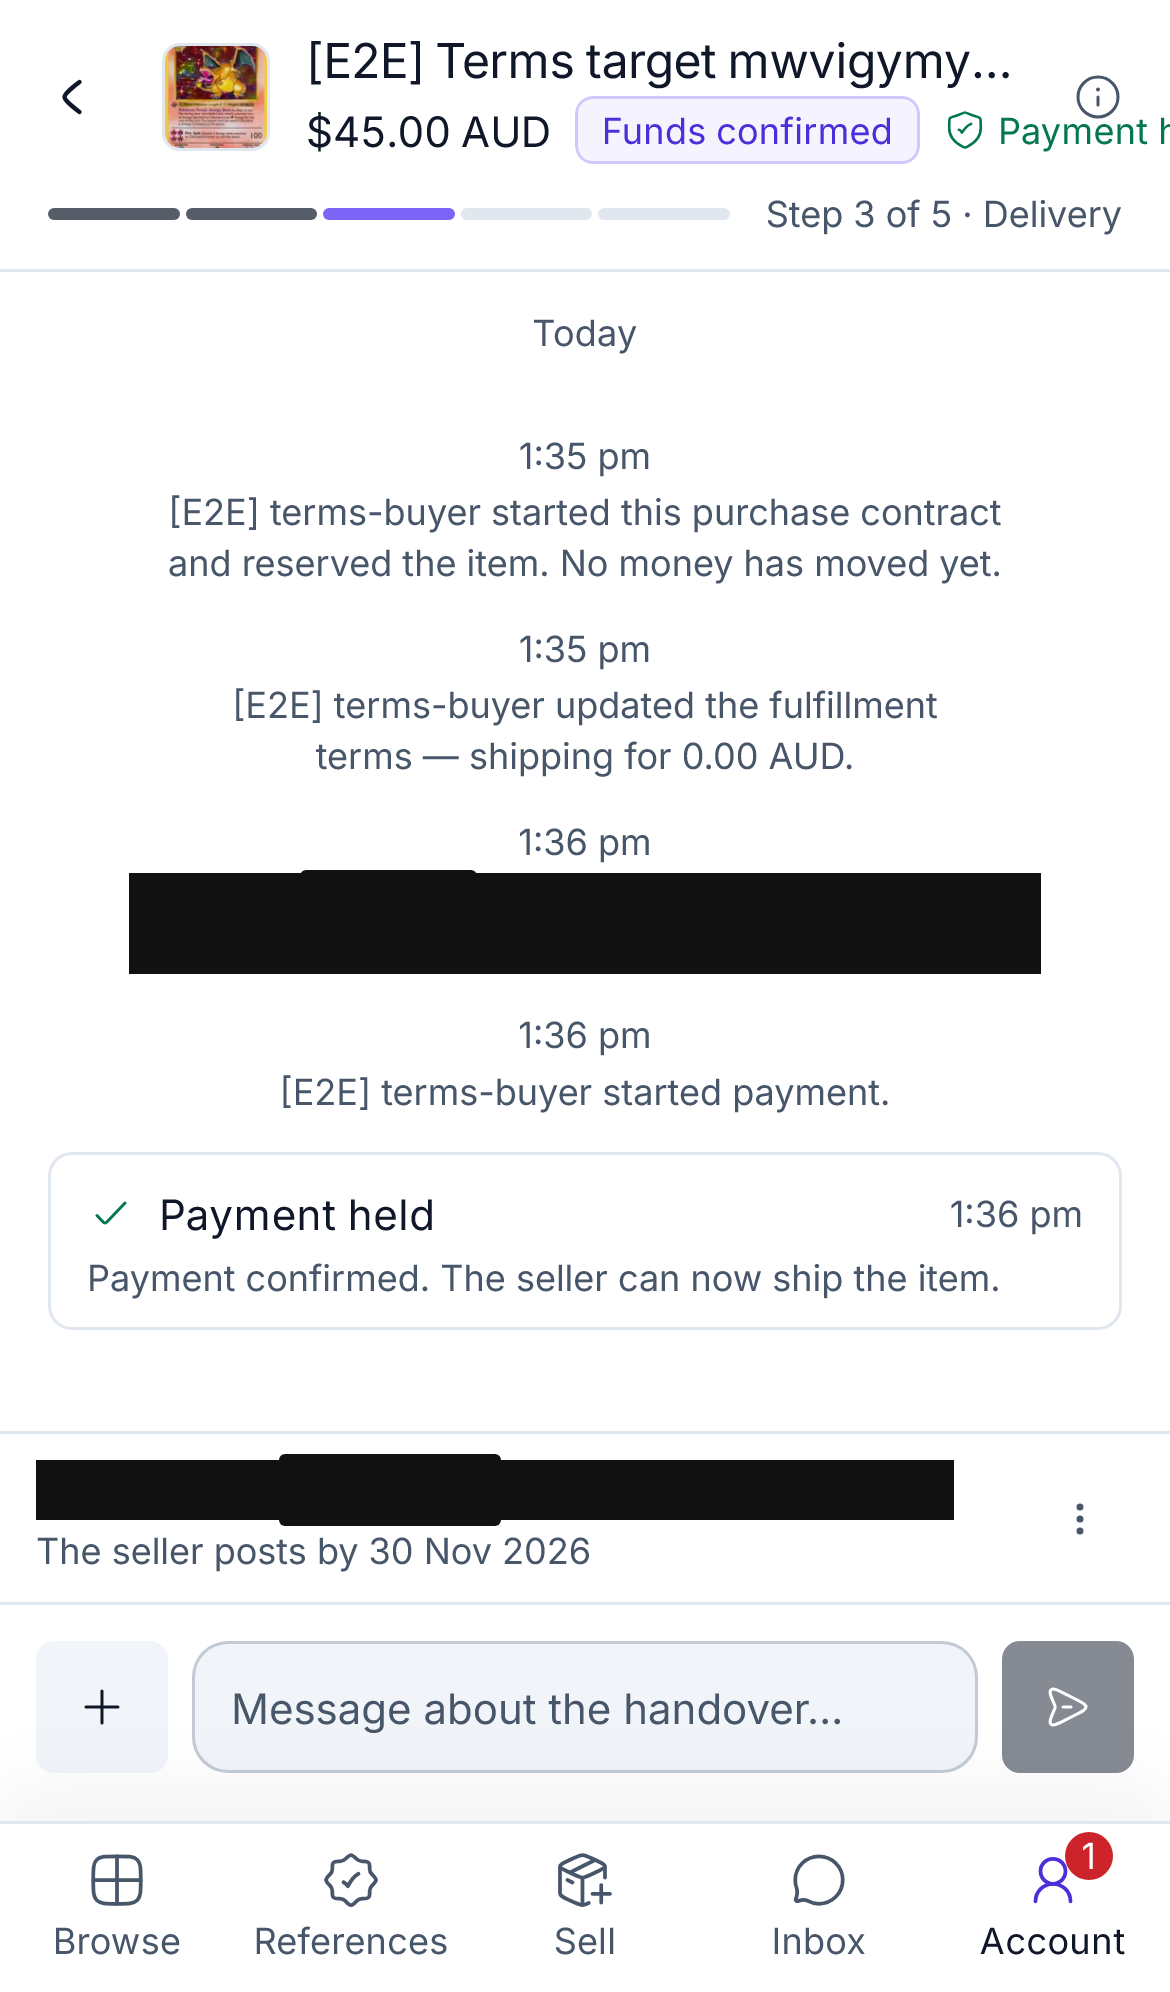 [E2E] Terms target mwvigymy...
$45.00 AUD Funds confirmed Payment
Step 3 of 5 · Delivery
Today
1:35 pm
[E2E] terms-buyer started this purchase contract
and reserved the item. No money has moved yet.
1:35 pm
[E2E] terms-buyer updated the fulfillment
terms — shipping for 0.00 AUD.
1:36 pm
1:36 pm
[E2E] terms-buyer started payment.
Payment held 1:36 pm
Payment confirmed. The seller can now ship the item.
The seller posts by 30 Nov 2026
Message about the handover...
1
Browse References Sell Inbox Account